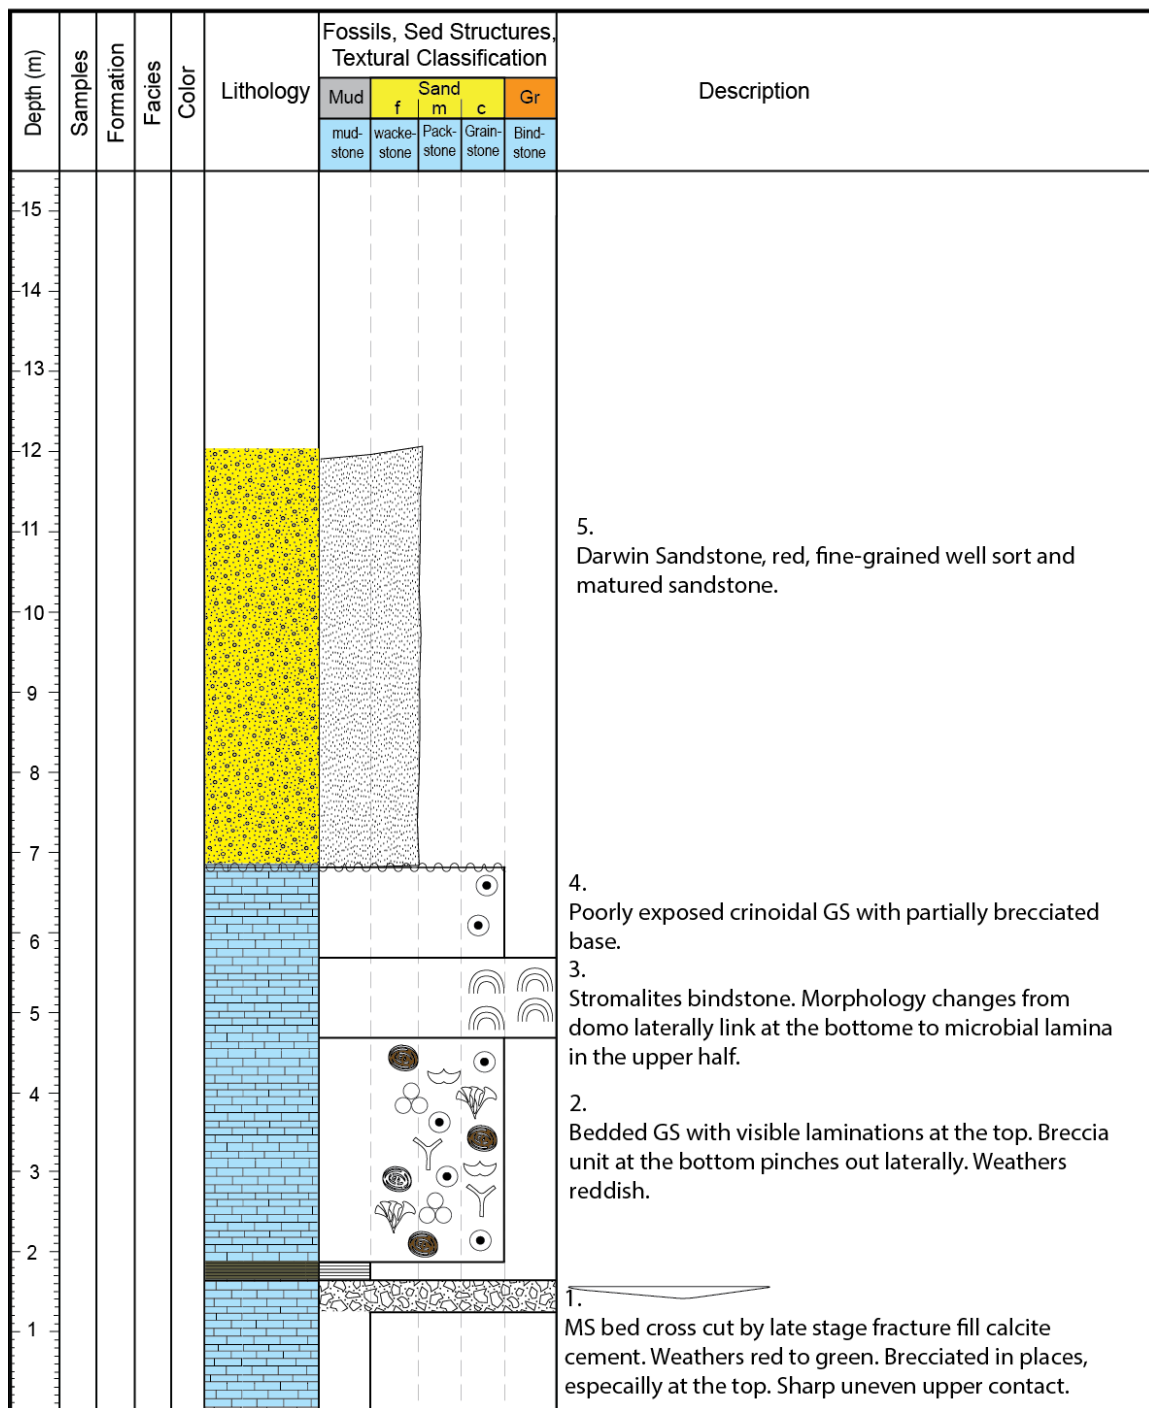 Depth (m)
Samples
Formation
Facies
Color
Lithology
Fossils, Sed Structures,
Textural Classification
Mud
Sand
f
m
c
Gr
mud-
stone
wacke-
stone
Pack-
stone
Grain-
stone
Bind-
stone
Description
15
14
13
12
11
10
9
8
7
6
5
4
3
2
1
5.
Darwin Sandstone, red, fine-grained well sort and
matured sandstone.
4.
Poorly exposed crinoidal GS with partially brecciated
base.
3.
Stromalites bindstone. Morphology changes from
domo laterally link at the bottome to microbial lamina
in the upper half.
2.
Bedded GS with visible laminations at the top. Breccia
unit at the bottom pinches out laterally. Weathers
reddish.
1.
MS bed cross cut by late stage fracture fill calcite
cement. Weathers red to green. Brecciated in places,
especailly at the top. Sharp uneven upper contact.